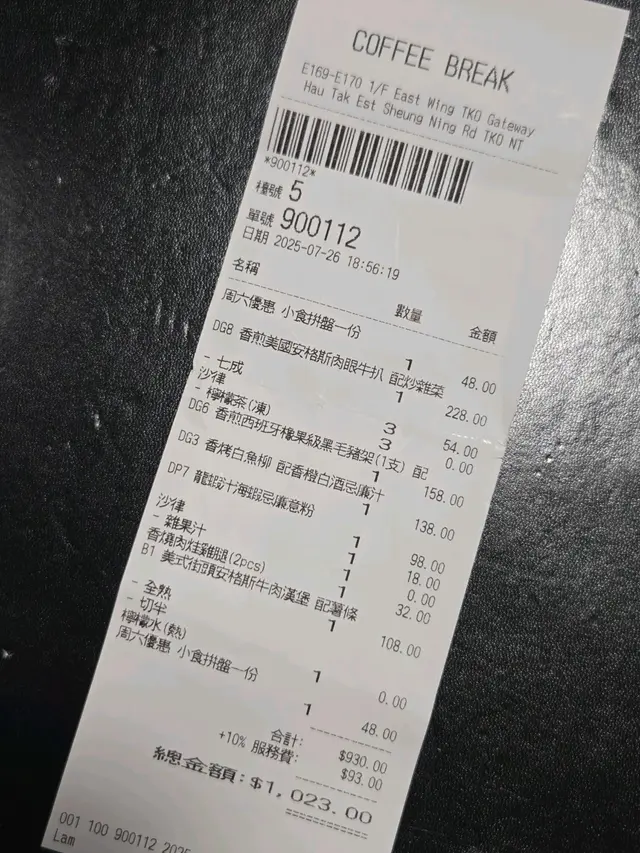 COFFEE BREAK
E169-E170 1/F East Wing TKO Gateway
Hau Tak Est Sheung Ning Rd TKO NT
*900112*
檯號 5
單號 900112
日期 2025-07-26 18:56:19
名稱 數量 金額
周六優惠 小食拼盤一份 1 48.00
DG8 香煎美國安格斯肉眼牛扒 配炒雜菜 1 228.00
- 七成
沙律 3 54.00
- 檸檬茶(凍) 3 0.00
DG6 香煎西班牙橡果級黑毛豬架(1支) 配 1 158.00
DG3 香烤白魚柳 配香橙白酒忌廉汁 1 138.00
DP7 龍蝦汁海蝦忌廉意粉 1 98.00
沙律 1 18.00
- 雜果汁 1 0.00
香燒肉烓雞腿(2pcs) 1 32.00
B1 美式街頭安格斯牛肉漢堡 配薯條 1 108.00
- 全熟
- 切半
檸檬水(熱) 1 0.00
周六優惠 小食拼盤一份 1 48.00
合計: $930.00
+10% 服務費: $93.00
總金額: $1,023.00
001 100 900112
Lam